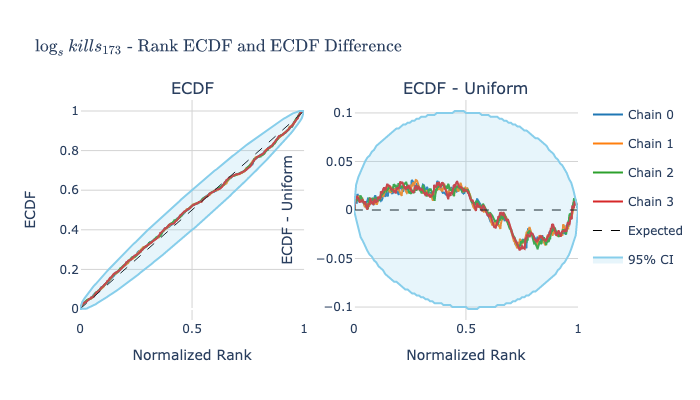 log_s kills_173 - Rank ECDF and ECDF Difference
ECDF
ECDF - Uniform
ECDF
1
0.8
0.6
0.4
0.2
0
0
0.5
1
Normalized Rank
ECDF - Uniform
0.1
0.05
0
−0.05
−0.1
0
0.5
1
Normalized Rank
Chain 0
Chain 1
Chain 2
Chain 3
Expected
95% CI